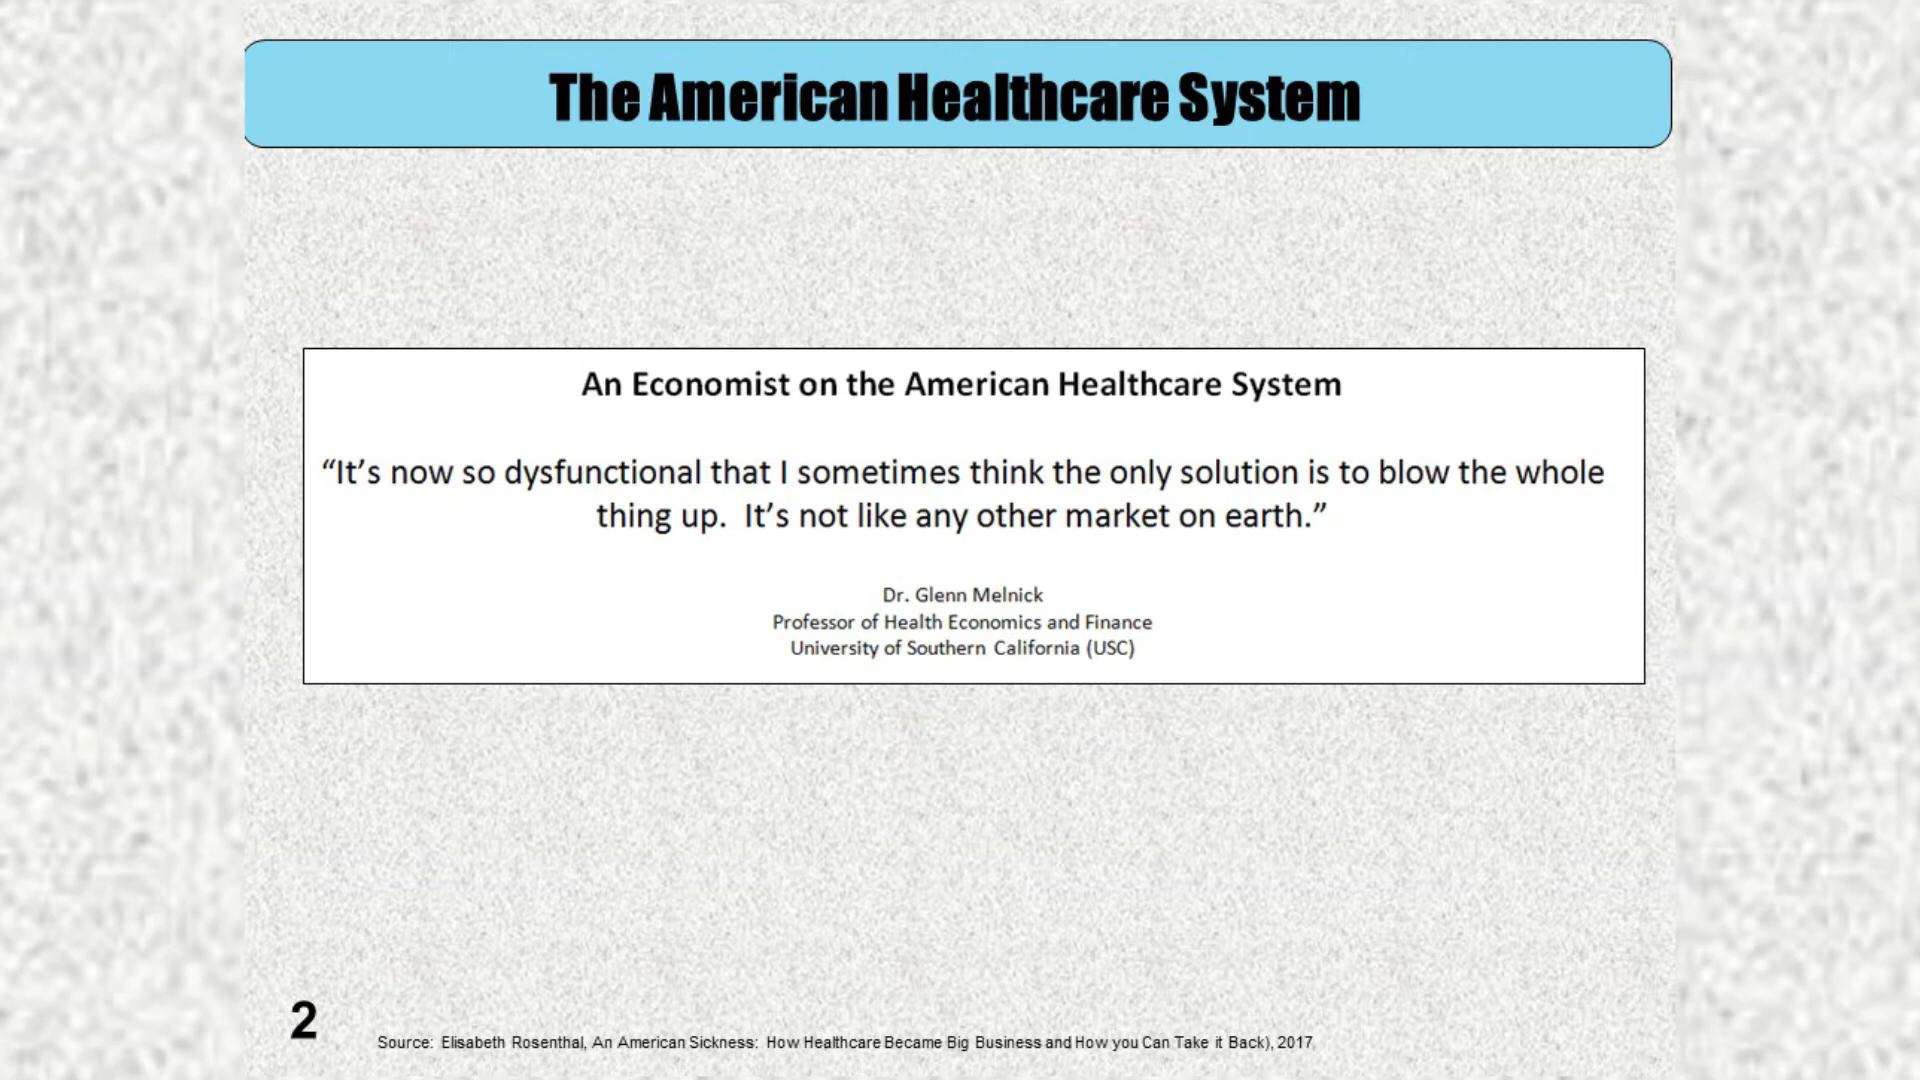 The American Healthcare System
An Economist on the American Healthcare System
“It’s now so dysfunctional that I sometimes think the only solution is to blow the whole
thing up.  It’s not like any other market on earth.”
Dr. Glenn Melnick
Professor of Health Economics and Finance
University of Southern California (USC)
2
Source:  Elisabeth Rosenthal, An American Sickness:  How Healthcare Became Big Business and How you Can Take it Back), 2017